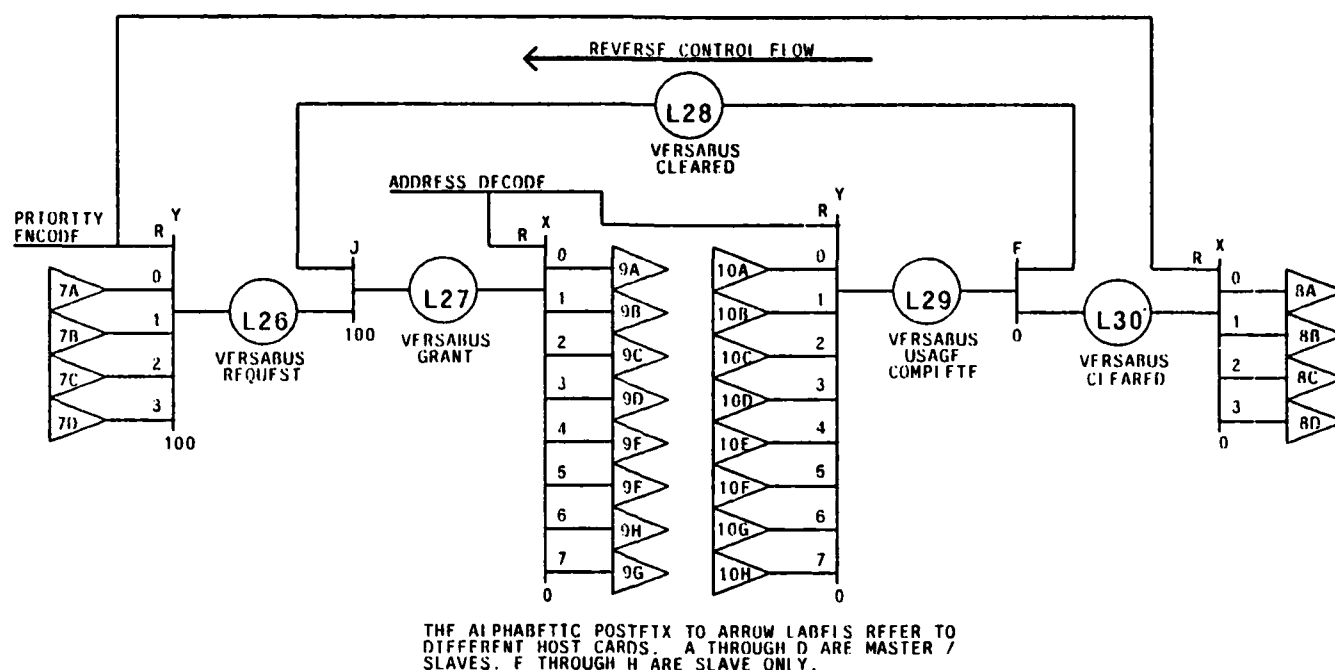 REVERSE CONTROL FLOW
L28
VERSABUS
CLEARED
ADDRESS DECODE
PRIORITY
ENCODE
R
Y
0
7A
1
7B
2
7C
3
7D
100
L26
VERSABUS
REQUEST
J
100
L27
VERSABUS
GRANT
R
X
0
9A
1
9B
2
9C
3
9D
4
9F
5
9F
6
9H
7
9G
0
R
Y
10A
0
10B
1
10C
2
10D
3
10E
4
10F
5
10G
6
10H
7
0
L29
VERSABUS
USAGE
COMPLETE
F
0
L30
VERSABUS
CLEARED
R
X
0
8A
1
8B
2
8C
3
8D
0
THE ALPHABETIC POSTFIX TO ARROW LABELS REFER TO
DIFFERENT HOST CARDS. A THROUGH D ARE MASTER /
SLAVES. E THROUGH H ARE SLAVE ONLY.